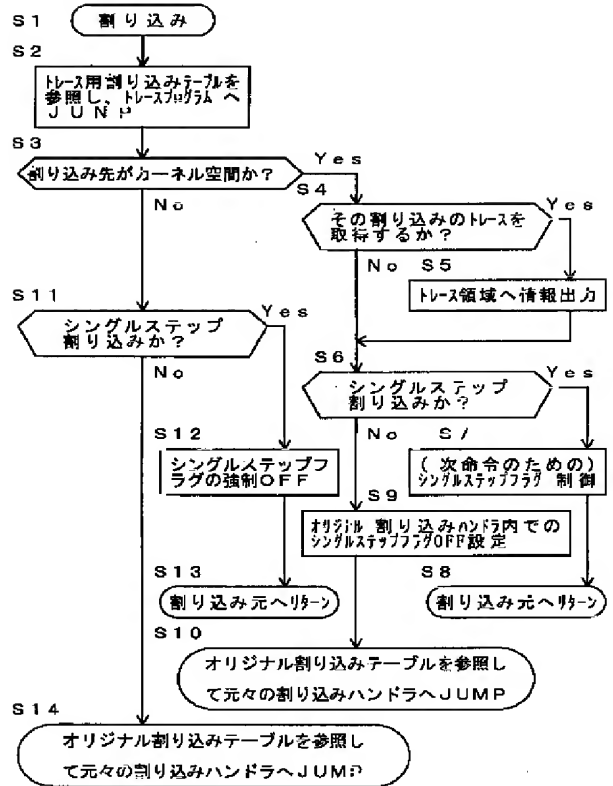 S1
割り込み
S2
トレース用割り込みテーブルを
参照し、トレースプログラム へ
JUNP
S3
割り込み先がカーネル空間か?
Yes
No
S4
その割り込みのトレースを
取得するか?
Yes
No
S5
トレース領域へ情報出力
S11
シングルステップ
割り込みか?
Yes
No
S6
シングルステップ
割り込みか?
Yes
No
S7
(次命令のための)
シングルステップフラグ 制御
S12
シングルステップフ
ラグの強制OFF
S9
オリジナル 割り込みハンドラ内での
シングルステップフラグOFF設定
S13
割り込み元へリターン
S8
割り込み元へリターン
S10
オリジナル割り込みテーブルを参照し
て元々の割り込みハンドラへJUMP
S14
オリジナル割り込みテーブルを参照し
て元々の割り込みハンドラへJUMP